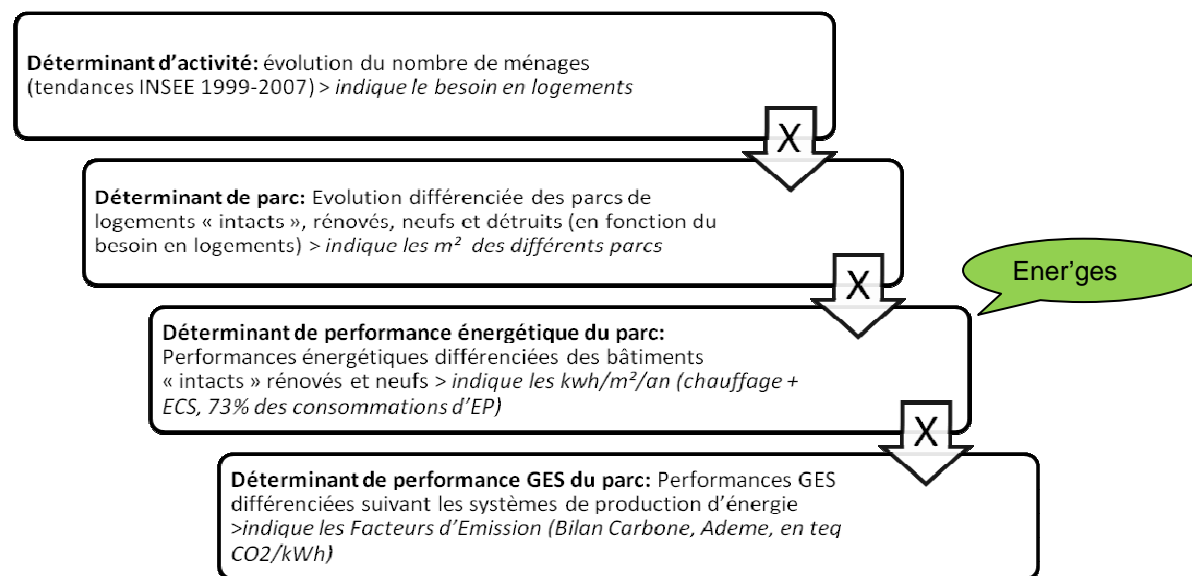 Déterminant d'activité: évolution du nombre de ménages
(tendances INSEE 1999-2007) > indique le besoin en logements
X
Déterminant de parc: Evolution différenciée des parcs de
logements « intacts », rénovés, neufs et détruits (en fonction du
besoin en logements) > indique les m² des différents parcs
X
Ener'ges
Déterminant de performance énergétique du parc:
Performances énergétiques différenciées des bâtiments
« intacts » rénovés et neufs > indique les kwh/m²/an (chauffage +
ECS, 73% des consommations d'EP)
X
Déterminant de performance GES du parc: Performances GES
différenciées suivant les systèmes de production d'énergie
>indique les Facteurs d'Emission (Bilan Carbone, Ademe, en teq
CO2/kWh)